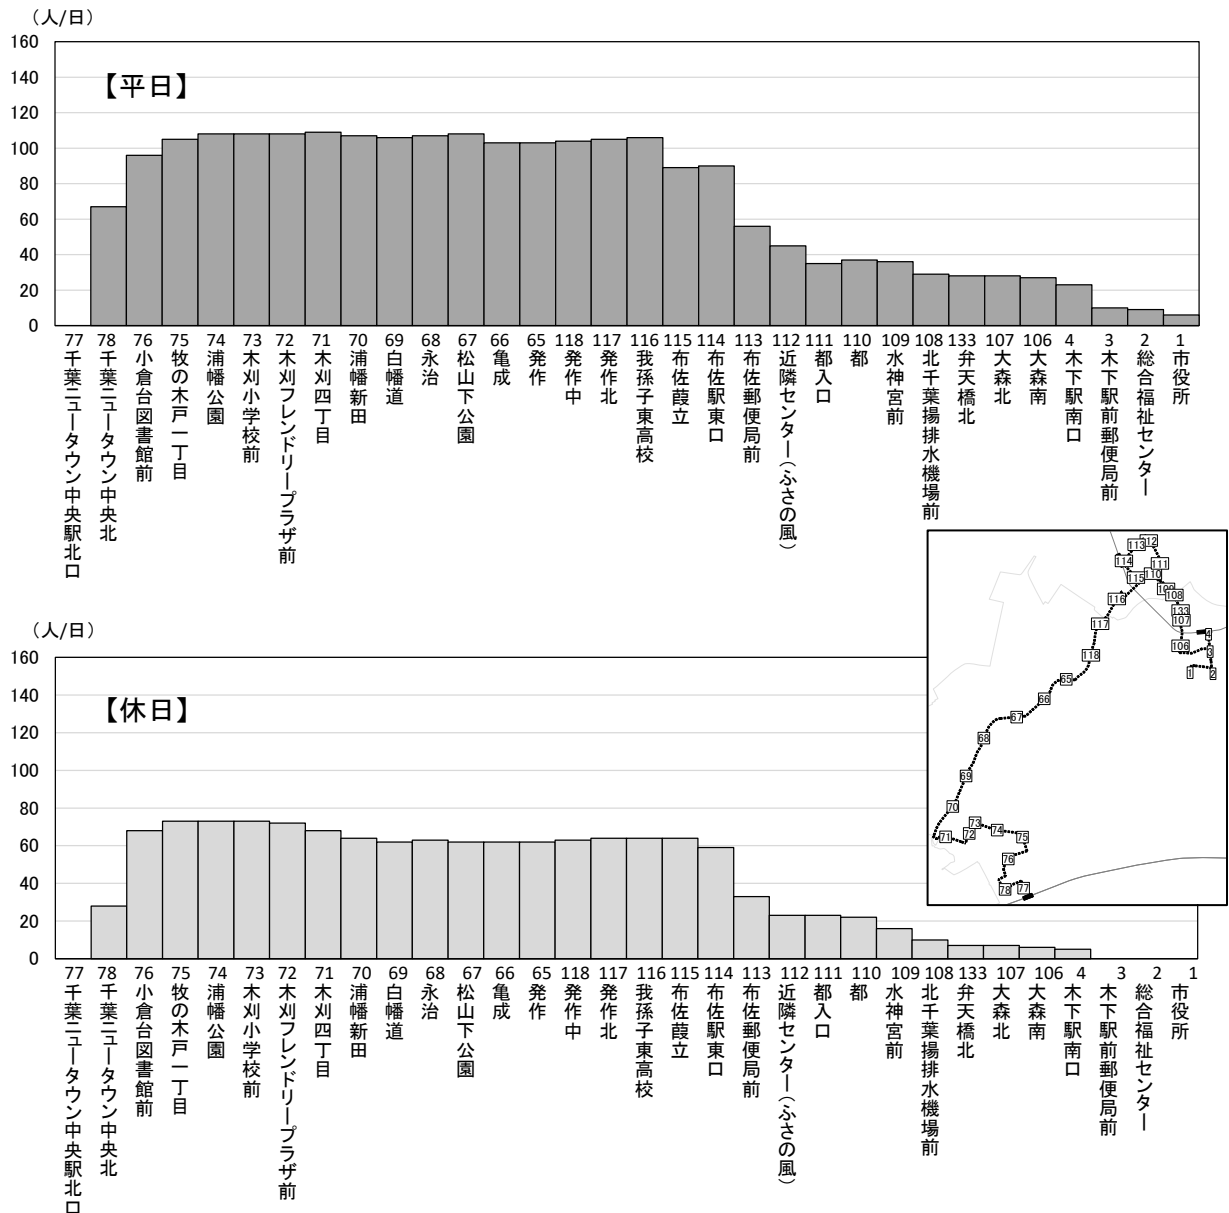 （人/日）
160
140
120
100
80
60
40
20
0
【平日】
77 78 76 75 74 73 72 71 70 69 68 67 66 65 118 117 116 115 114 113 112 111 110 109 108 133 107 106 4 3 2 1
千葉ニュータウン中央駅北口
千葉ニュータウン中央北
小倉台図書館前
牧の木戸一丁目
浦幡公園
木刈小学校前
木刈フレンドリープラザ前
木刈四丁目
浦幡新田
白幡道
永治
松山下公園
亀成
発作
発作中
発作北
我孫子東高校
布佐葭立
布佐駅東口
布佐郵便局前
近隣センター（ふさの風）
都入口
都
水神宮前
北千葉揚排水機場前
弁天橋北
大森北
大森南
木下駅南口
木下駅前郵便局前
総合福祉センター
市役所
113
112
114
111
110
115
108
116
133
107
117
106
4
3
118
1
2
65
66
67
68
69
70
73
74
75
71
72
76
78
77
（人/日）
160
140
120
100
80
60
40
20
0
【休日】
77 78 76 75 74 73 72 71 70 69 68 67 66 65 118 117 116 115 114 113 112 111 110 109 108 133 107 106 4 3 2 1
千葉ニュータウン中央駅北口
千葉ニュータウン中央北
小倉台図書館前
牧の木戸一丁目
浦幡公園
木刈小学校前
木刈フレンドリープラザ前
木刈四丁目
浦幡新田
白幡道
永治
松山下公園
亀成
発作
発作中
発作北
我孫子東高校
布佐葭立
布佐駅東口
布佐郵便局前
近隣センター（ふさの風）
都入口
都
水神宮前
北千葉揚排水機場前
弁天橋北
大森北
大森南
木下駅南口
木下駅前郵便局前
総合福祉センター
市役所